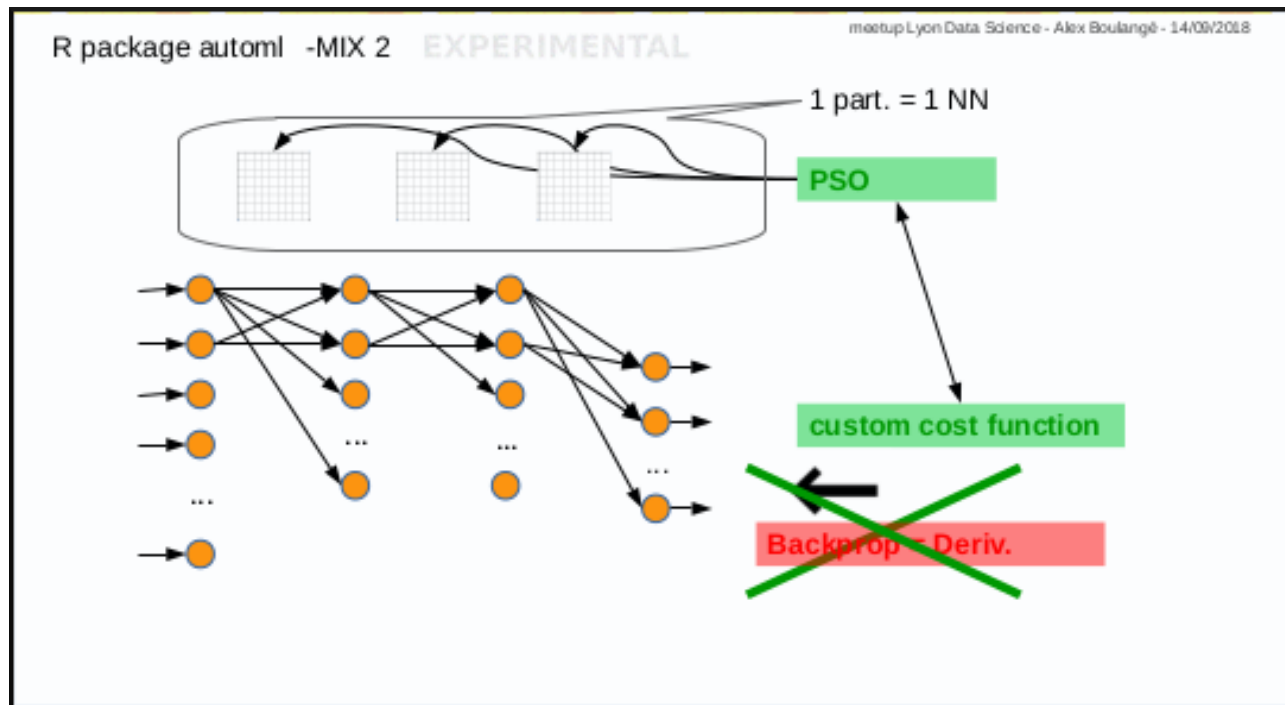 meetup Lyon Data Science - Alex Boulangé - 14/09/2018
R package automl -MIX 2 EXPERIMENTAL
1 part. = 1 NN
PSO
custom cost function
...
...
...
...
Backprop = Deriv.